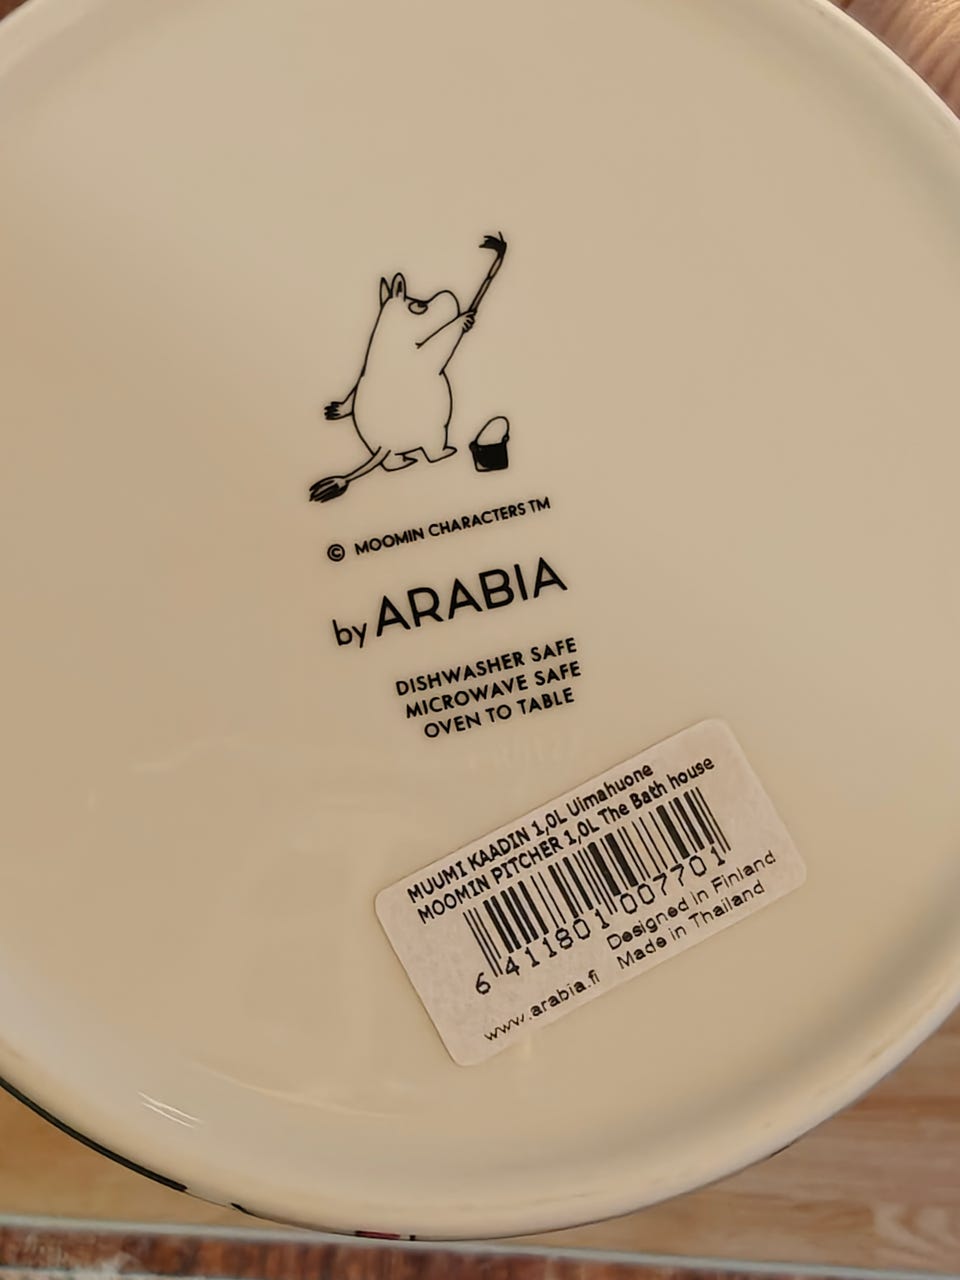 © MOOMIN CHARACTERS TM
by ARABIA
DISHWASHER SAFE
MICROWAVE SAFE
OVEN TO TABLE
MUUMI KAADIN 1,0L Uimahuone
MOOMIN PITCHER 1,0L The Bath house
6 411801 007701
Designed in Finland
www.arabia.fi Made in Thailand